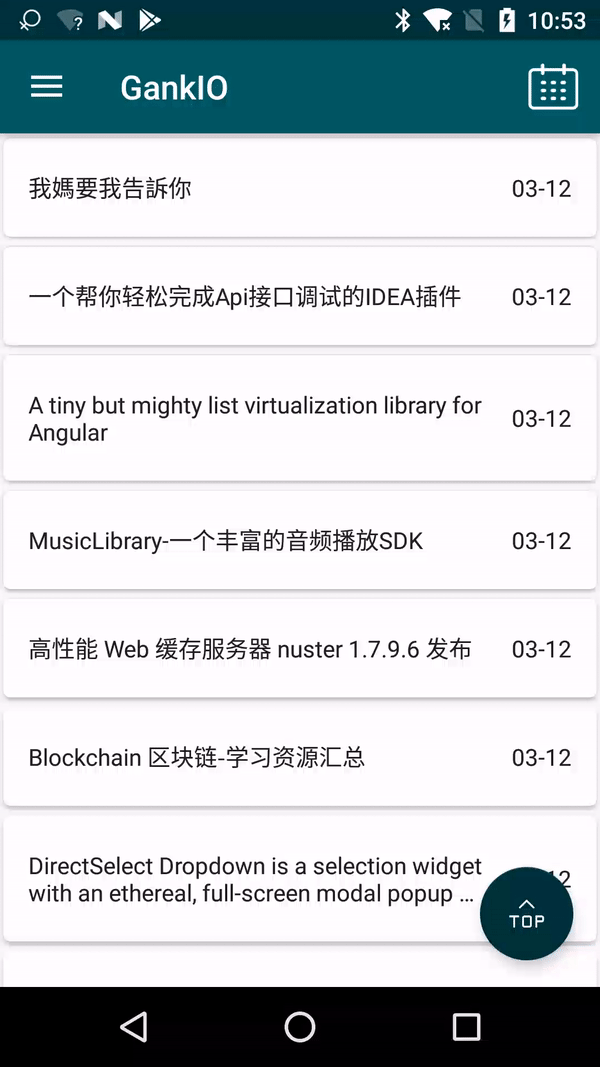 10:53
GankIO
我媽要我告訴你 03-12
一个帮你轻松完成Api接口调试的IDEA插件 03-12
A tiny but mighty list virtualization library for
Angular
03-12
MusicLibrary-一个丰富的音频播放SDK 03-12
高性能 Web 缓存服务器 nuster 1.7.9.6 发布 03-12
Blockchain 区块链-学习资源汇总 03-12
DirectSelect Dropdown is a selection widget
with an ethereal, full-screen modal popup ...
12
TOP